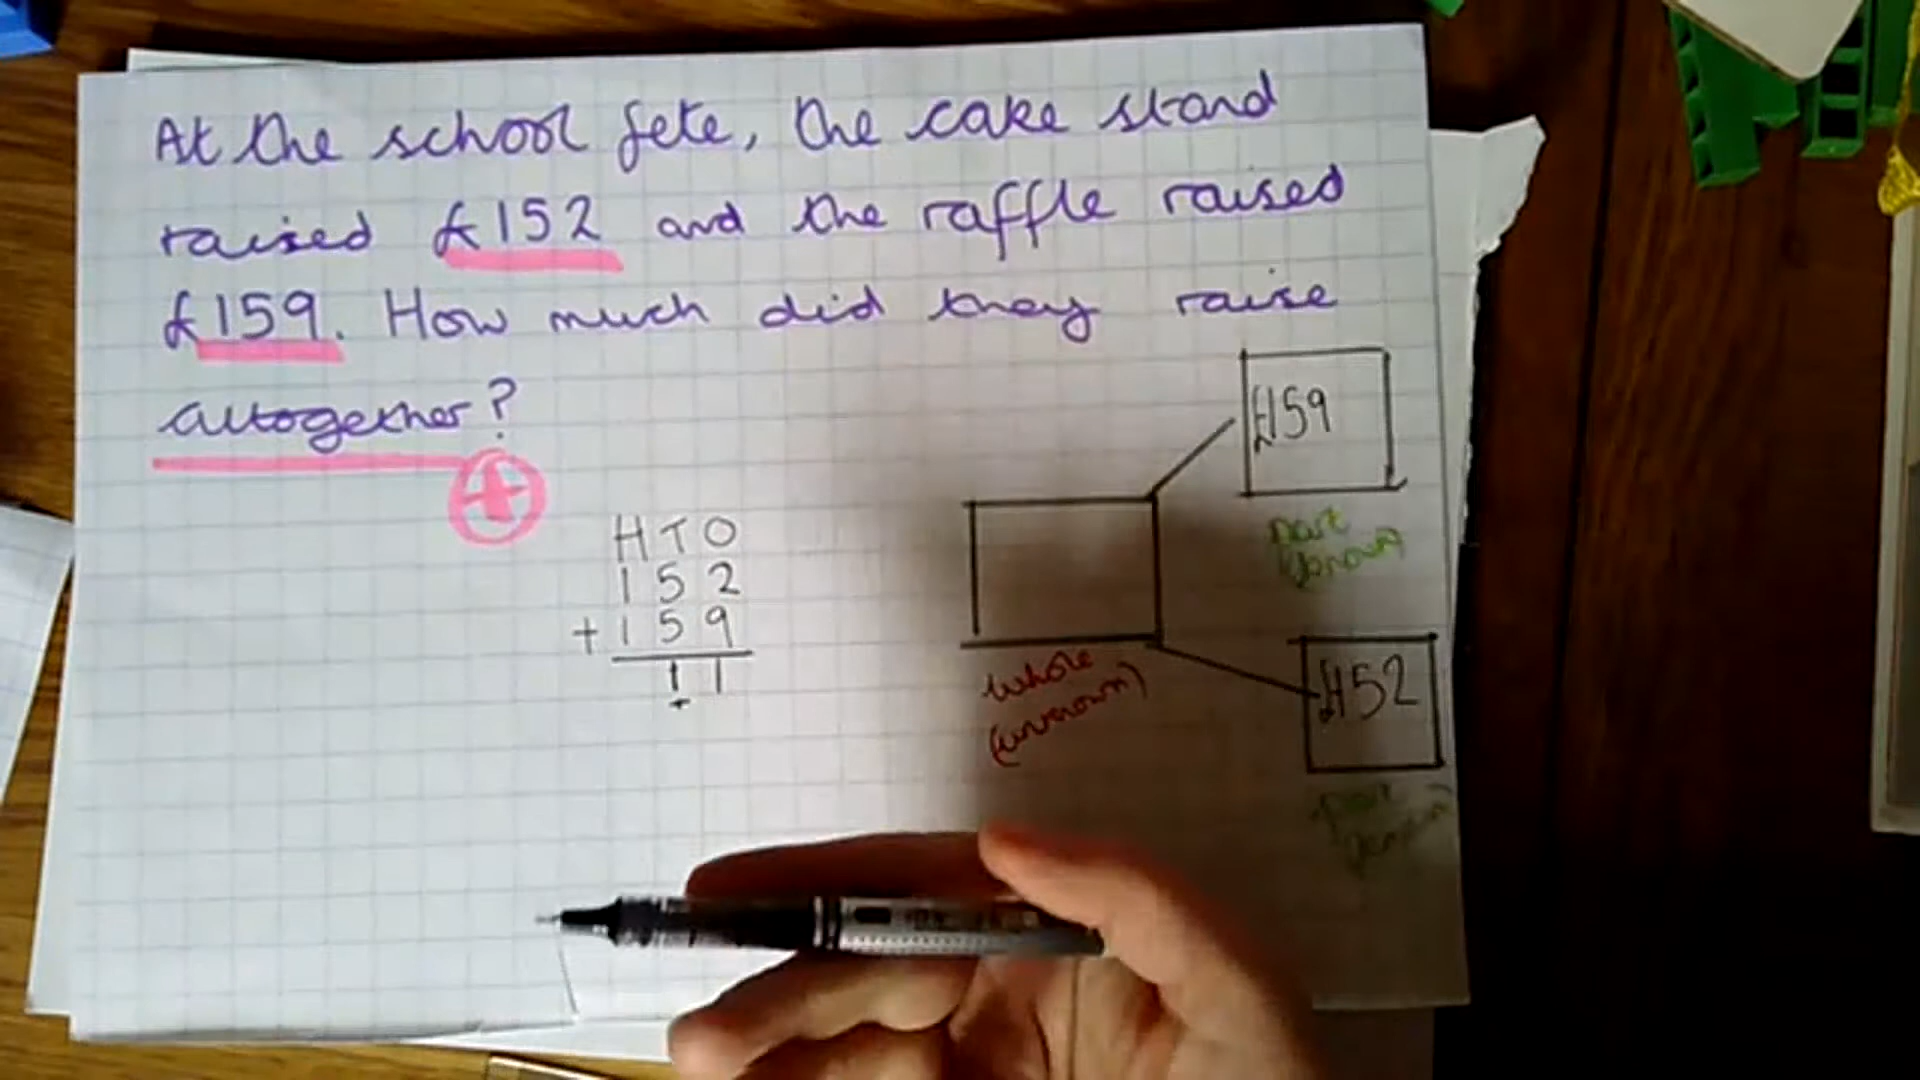 At the school fete, the cake stand
raised £152 and the raffle raised
£159. How much did they raise
altogether?
+
H T O
1 5 2
+ 1 5 9
1 1
1
£159
part
(known)
whole
(unknown)
£152
part